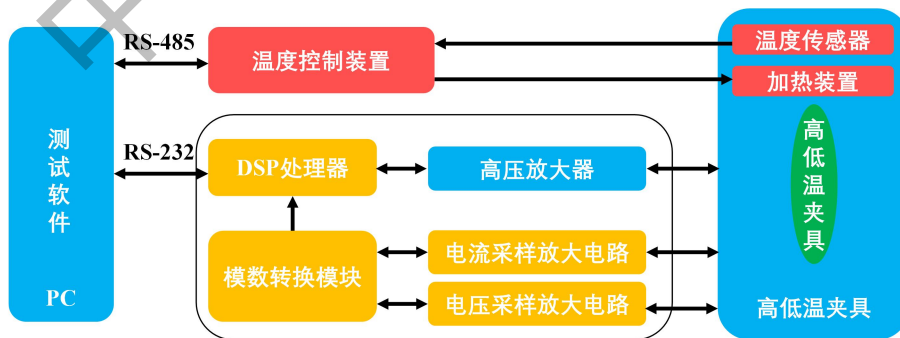 RS-485
温度控制装置
温度传感器
加热装置
测试软件
PC
RS-232
DSP处理器
高压放大器
高低温夹具
模数转换模块
电流采样放大电路
电压采样放大电路
高低温夹具